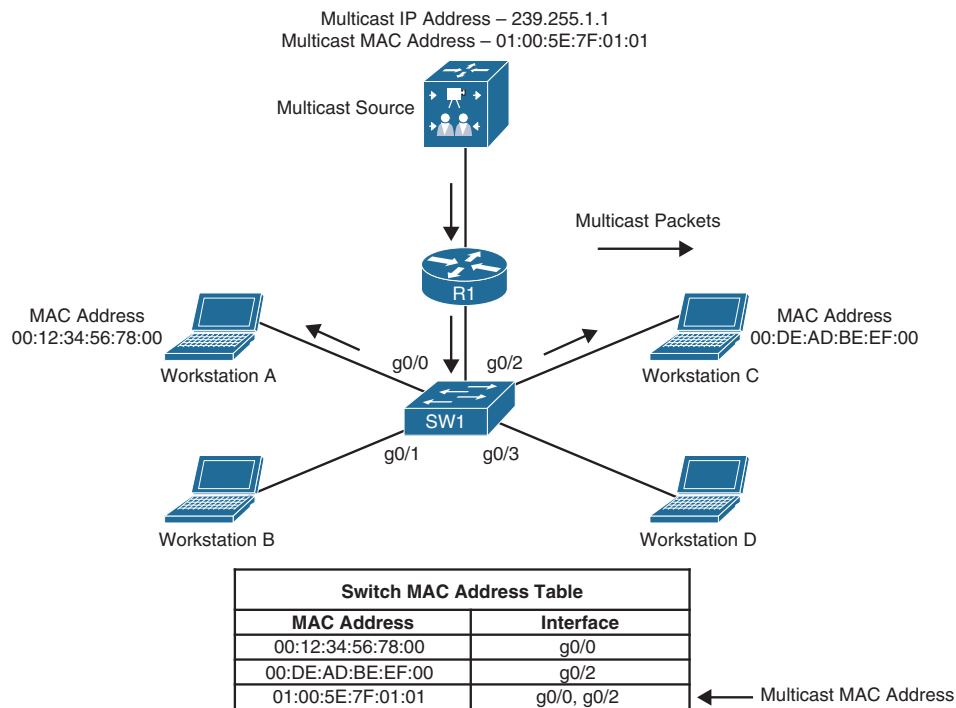 Multicast IP Address – 239.255.1.1
Multicast MAC Address – 01:00:5E:7F:01:01
Multicast Source
Multicast Packets
R1
MAC Address
00:12:34:56:78:00
MAC Address
00:DE:AD:BE:EF:00
g0/0
g0/2
Workstation A
Workstation C
SW1
g0/1
g0/3
Workstation B
Workstation D
Switch MAC Address Table
MAC Address Interface
00:12:34:56:78:00 g0/0
00:DE:AD:BE:EF:00 g0/2
01:00:5E:7F:01:01 g0/0, g0/2
Multicast MAC Address